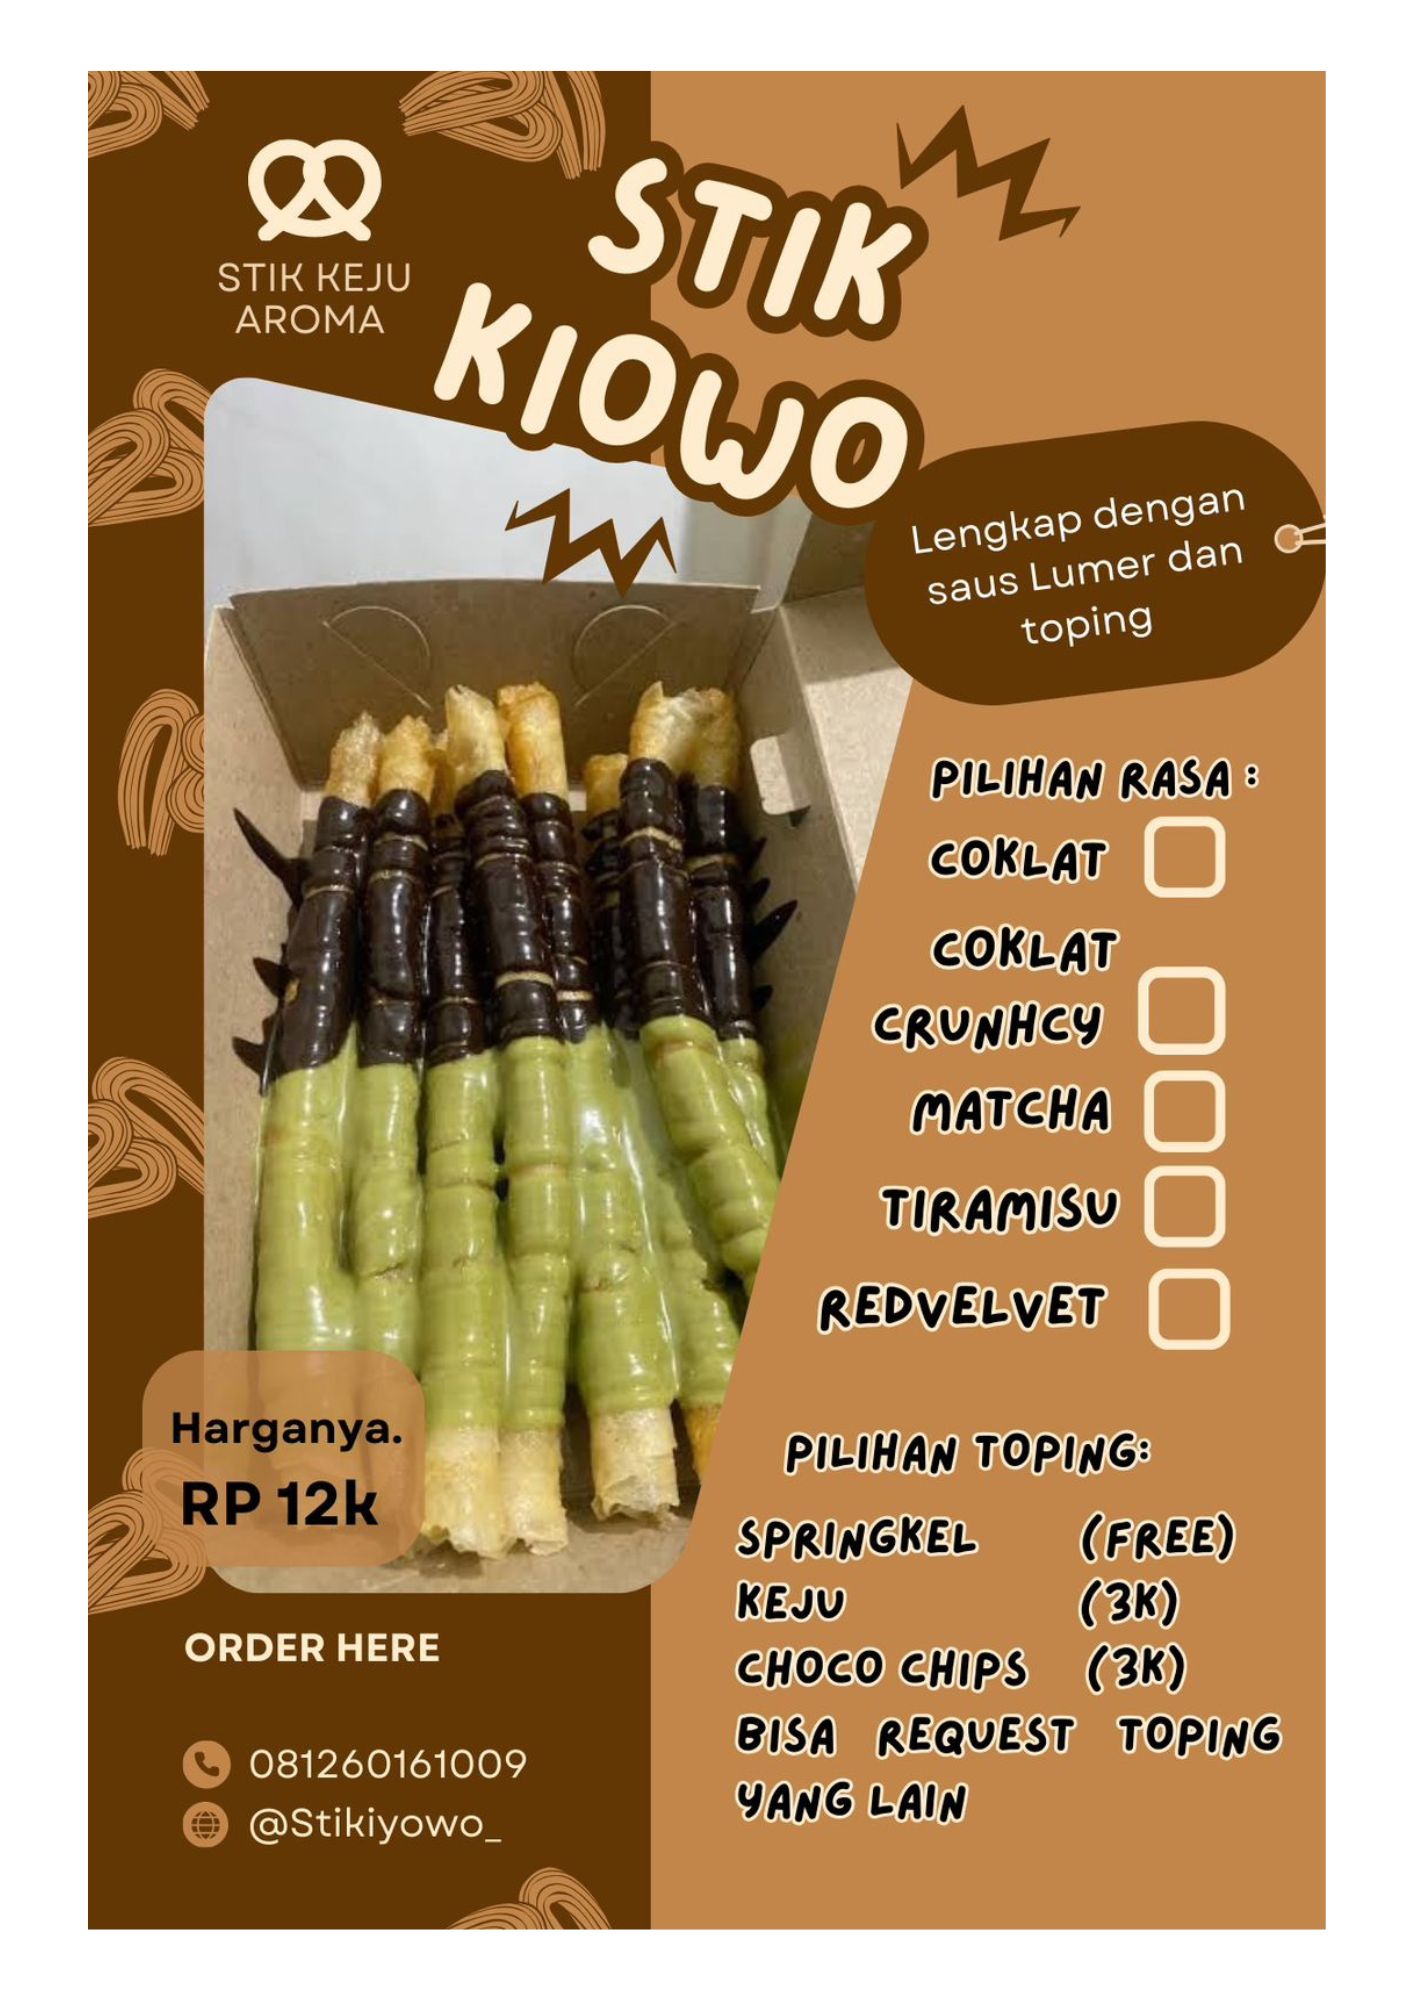 STIK KEJU
AROMA
STIK
KIOWO
Lengkap dengan
saus Lumer dan
toping
PILIHAN RASA :
COKLAT
COKLAT
CRUNHCY
MATCHA
TIRAMISU
REDVELVET
Harganya.
RP 12k
PILIHAN TOPING:
SPRINGKEL (FREE)
KEJU (3K)
CHOCO CHIPS (3K)
BISA REQUEST TOPING
YANG LAIN
ORDER HERE
081260161009
@Stikiyowo_